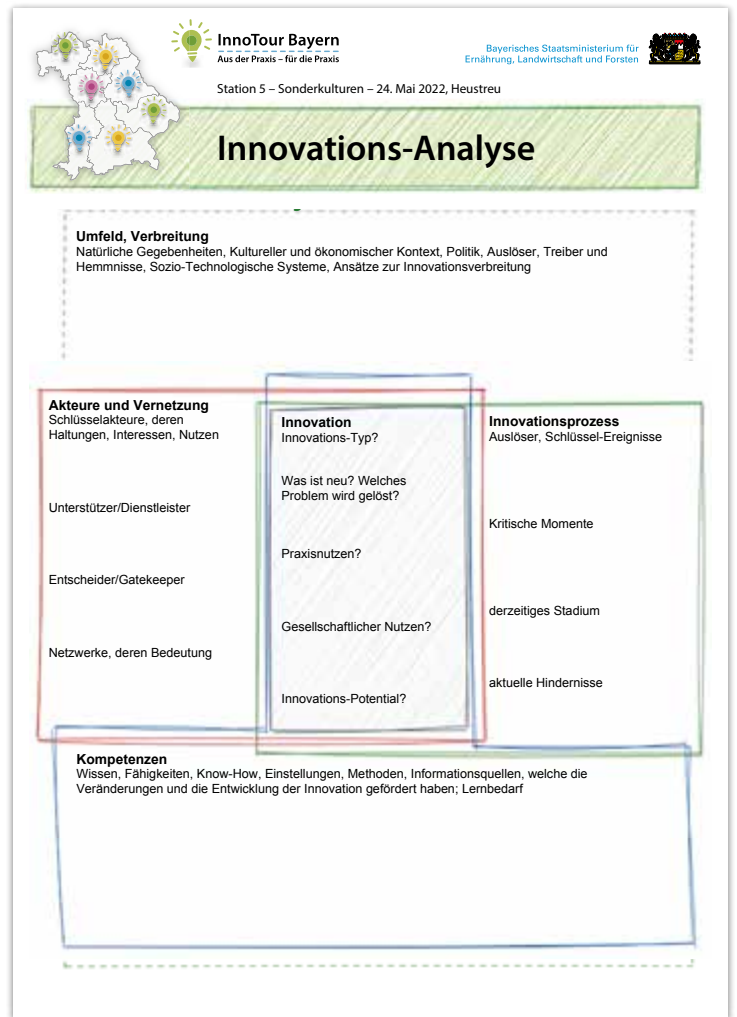 InnoTour Bayern
Aus der Praxis – für die Praxis
Bayerisches Staatsministerium für
Ernährung, Landwirtschaft und Forsten
Station 5 – Sonderkulturen – 24. Mai 2022, Heustreu
Innovations-Analyse
Umfeld, Verbreitung
Natürliche Gegebenheiten, Kultureller und ökonomischer Kontext, Politik, Auslöser, Treiber und
Hemmnisse, Sozio-Technologische Systeme, Ansätze zur Innovationsverbreitung
Akteure und Vernetzung
Schlüsselakteure, deren
Haltungen, Interessen, Nutzen
Unterstützer/Dienstleister
Entscheider/Gatekeeper
Netzwerke, deren Bedeutung
Innovation
Innovations-Typ?
Was ist neu? Welches
Problem wird gelöst?
Praxisnutzen?
Gesellschaftlicher Nutzen?
Innovations-Potential?
Innovationsprozess
Auslöser, Schlüssel-Ereignisse
Kritische Momente
derzeitiges Stadium
aktuelle Hindernisse
Kompetenzen
Wissen, Fähigkeiten, Know-How, Einstellungen, Methoden, Informationsquellen, welche die
Veränderungen und die Entwicklung der Innovation gefördert haben; Lernbedarf